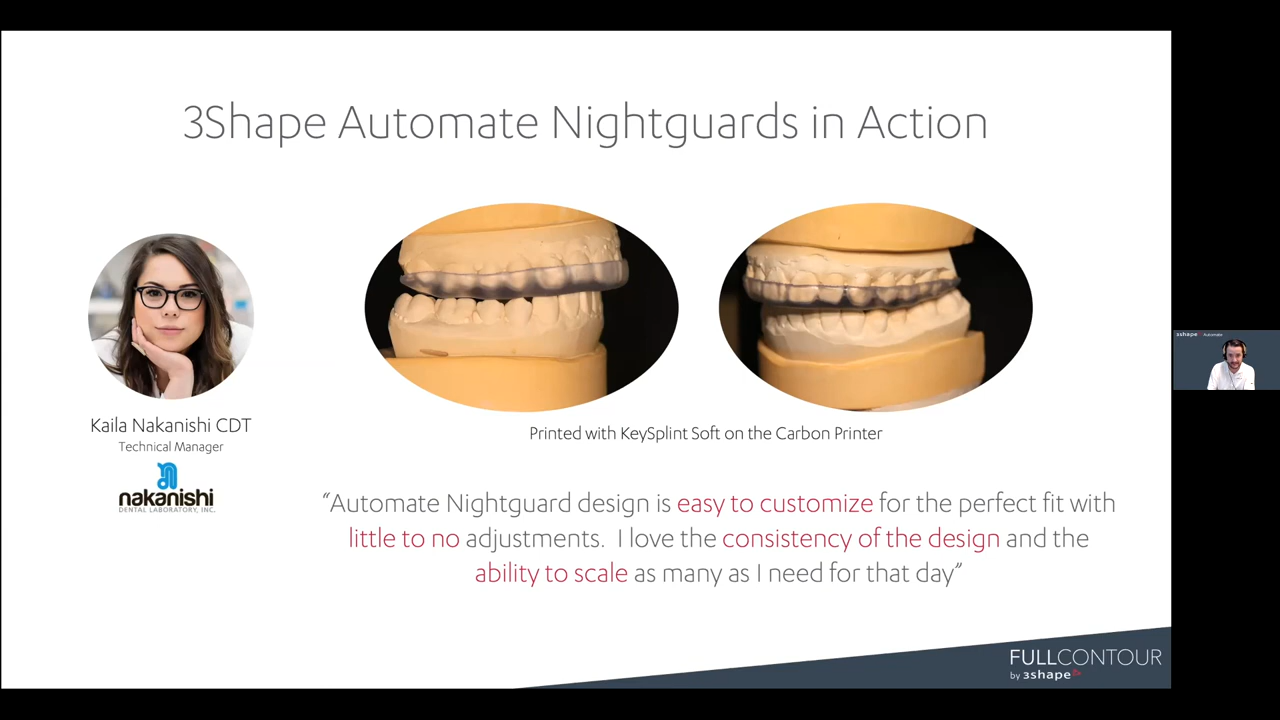 3Shape Automate Nightguards in Action
Kaila Nakanishi CDT
Technical Manager
nakanishi
DENTAL LABORATORY, INC.
Printed with KeySplint Soft on the Carbon Printer
“Automate Nightguard design is easy to customize for the perfect fit with
little to no adjustments. I love the consistency of the design and the
ability to scale as many as I need for that day”
FULLCONTOUR
by 3shape
3shape Automate